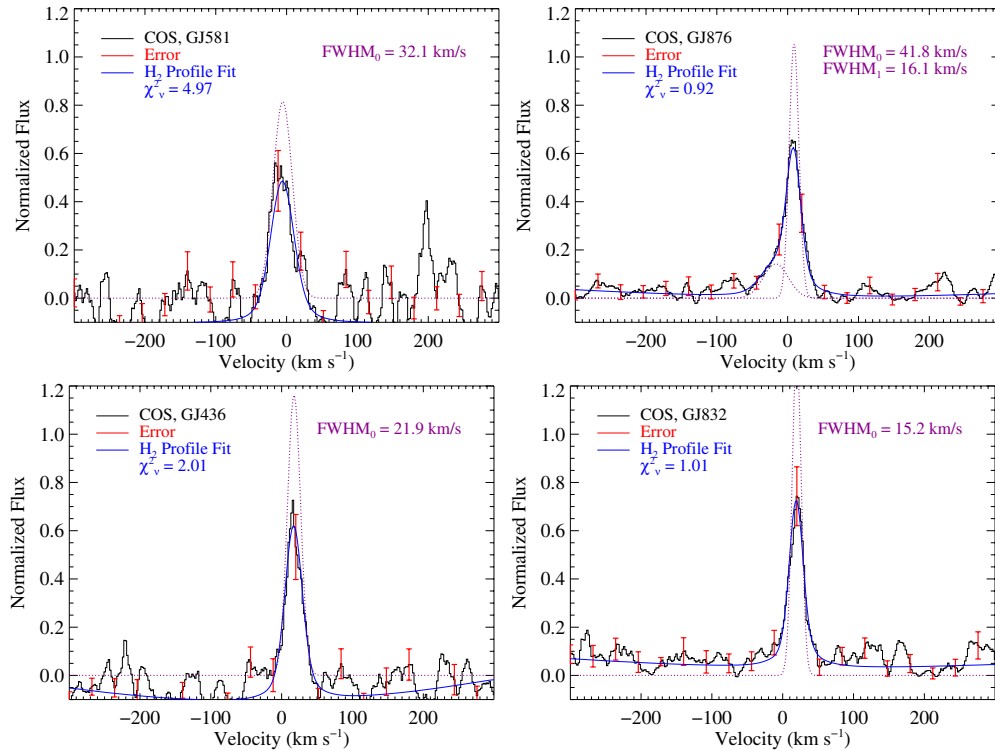 COS, GJ581
Error
H₂ Profile Fit
χ²ᵥ = 4.97
FWHM₀ = 32.1 km/s
Normalized Flux
1.2
1.0
0.8
0.6
0.4
0.2
0.0
−200 −100 0 100 200
Velocity (km s⁻¹)
COS, GJ876
Error
H₂ Profile Fit
χ²ᵥ = 0.92
FWHM₀ = 41.8 km/s
FWHM₁ = 16.1 km/s
Normalized Flux
1.2
1.0
0.8
0.6
0.4
0.2
0.0
−200 −100 0 100 200
Velocity (km s⁻¹)
COS, GJ436
Error
H₂ Profile Fit
χ²ᵥ = 2.01
FWHM₀ = 21.9 km/s
Normalized Flux
1.2
1.0
0.8
0.6
0.4
0.2
0.0
−200 −100 0 100 200
Velocity (km s⁻¹)
COS, GJ832
Error
H₂ Profile Fit
χ²ᵥ = 1.01
FWHM₀ = 15.2 km/s
Normalized Flux
1.2
1.0
0.8
0.6
0.4
0.2
0.0
−200 −100 0 100 200
Velocity (km s⁻¹)